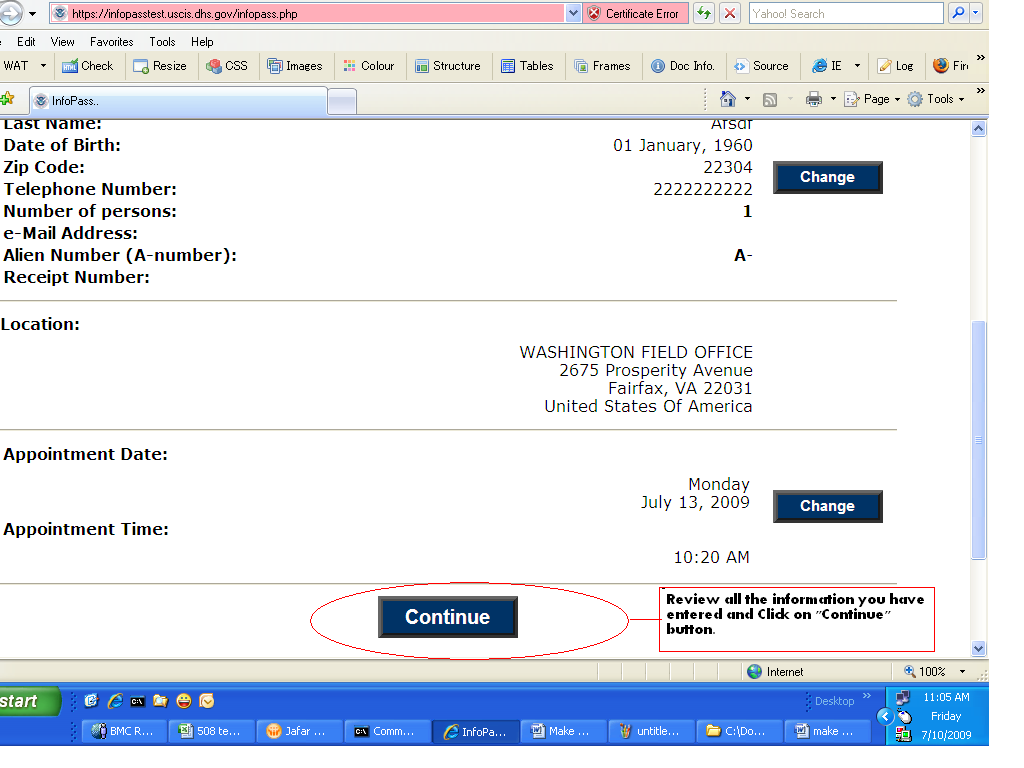 https://infopasstest.uscis.dhs.gov/infopass.php
Certificate Error
Yahoo! Search
Edit View Favorites Tools Help
WAT Check Resize CSS Images Colour Structure Tables Frames Doc Info. Source IE Log Fir »
InfoPass..
Page Tools »
Last Name: Afsdf
Date of Birth: 01 January, 1960
Zip Code: 22304
Telephone Number: 2222222222
Change
Number of persons: 1
e-Mail Address:
Alien Number (A-number): A-
Receipt Number:
Location:
WASHINGTON FIELD OFFICE
2675 Prosperity Avenue
Fairfax, VA 22031
United States Of America
Appointment Date:
Monday
July 13, 2009
Change
Appointment Time:
10:20 AM
Continue
Review all the information you have
entered and Click on "Continue"
button.
Internet 100%
start
Desktop »
11:05 AM
Friday
7/10/2009
BMC R... 508 te... Jafar ... Comm... InfoPa... Make ... untitle... C:\Do... make ...